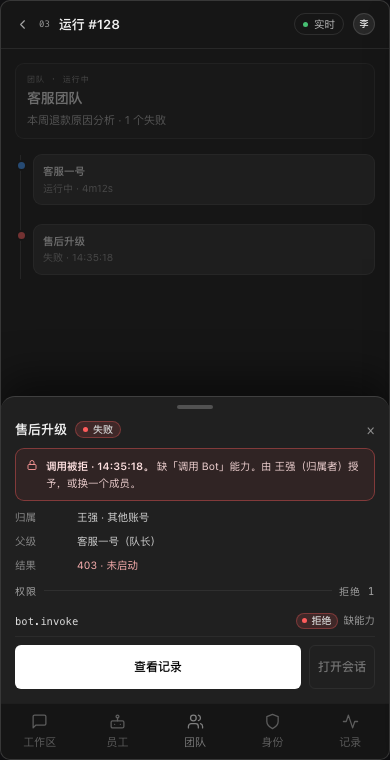 03 运行 #128 实时 李
团队 · 运行中
客服团队
本周退款原因分析 · 1 个失败
客服一号
运行中 · 4m12s
售后升级
失败 · 14:35:18
售后升级 失败 x
调用被拒 · 14:35:18。 缺「调用 Bot」能力。由 王强（归属者）授
予，或换一个成员。
归属 王强 · 其他账号
父级 客服一号（队长）
结果 403 · 未启动
权限 拒绝 1
bot.invoke 拒绝 缺能力
查看记录 打开会话
工作区 员工 团队 身份 记录